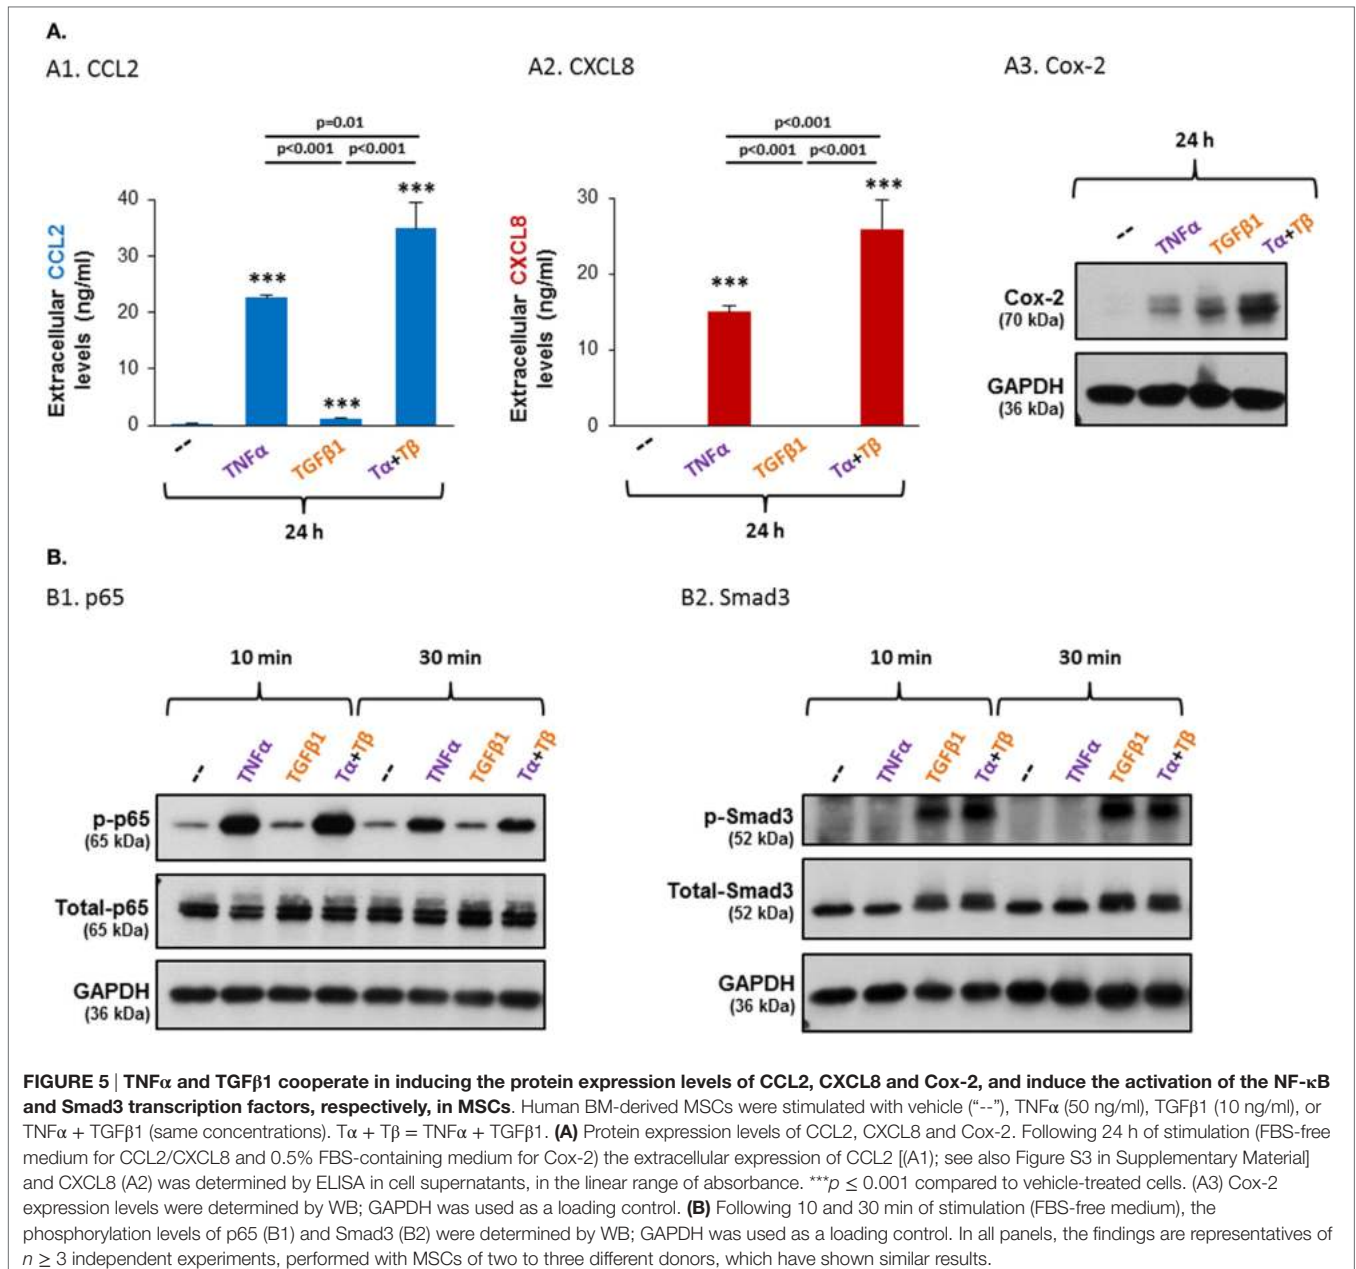 A.
A1. CCL2
A2. CXCL8
A3. Cox-2
p=0.01
p<0.001 p<0.001
***
***
***
40
30
20
10
0
Extracellular CCL2
levels (ng/ml)
--
TNFα
TGFβ1
Tα+Tβ
24 h
p<0.001
p<0.001 p<0.001
***
***
30
20
10
0
Extracellular CXCL8
levels (ng/ml)
--
TNFα
TGFβ1
Tα+Tβ
24 h
24 h
--
TNFα
TGFβ1
Tα+Tβ
Cox-2
(70 kDa)
GAPDH
(36 kDa)
B.
B1. p65
10 min 30 min
-- TNFα TGFβ1 Tα+Tβ -- TNFα TGFβ1 Tα+Tβ
p-p65
(65 kDa)
Total-p65
(65 kDa)
GAPDH
(36 kDa)
B2. Smad3
10 min 30 min
-- TNFα TGFβ1 Tα+Tβ -- TNFα TGFβ1 Tα+Tβ
p-Smad3
(52 kDa)
Total-Smad3
(52 kDa)
GAPDH
(36 kDa)
FIGURE 5 | TNFα and TGFβ1 cooperate in inducing the protein expression levels of CCL2, CXCL8 and Cox-2, and induce the activation of the NF-κB
and Smad3 transcription factors, respectively, in MSCs. Human BM-derived MSCs were stimulated with vehicle (“--”), TNFα (50 ng/ml), TGFβ1 (10 ng/ml), or
TNFα + TGFβ1 (same concentrations). Tα + Tβ = TNFα + TGFβ1. (A) Protein expression levels of CCL2, CXCL8 and Cox-2. Following 24 h of stimulation (FBS-free
medium for CCL2/CXCL8 and 0.5% FBS-containing medium for Cox-2) the extracellular expression of CCL2 [(A1); see also Figure S3 in Supplementary Material]
and CXCL8 (A2) was determined by ELISA in cell supernatants, in the linear range of absorbance. ***p ≤ 0.001 compared to vehicle-treated cells. (A3) Cox-2
expression levels were determined by WB; GAPDH was used as a loading control. (B) Following 10 and 30 min of stimulation (FBS-free medium), the
phosphorylation levels of p65 (B1) and Smad3 (B2) were determined by WB; GAPDH was used as a loading control. In all panels, the findings are representatives of
n ≥ 3 independent experiments, performed with MSCs of two to three different donors, which have shown similar results.